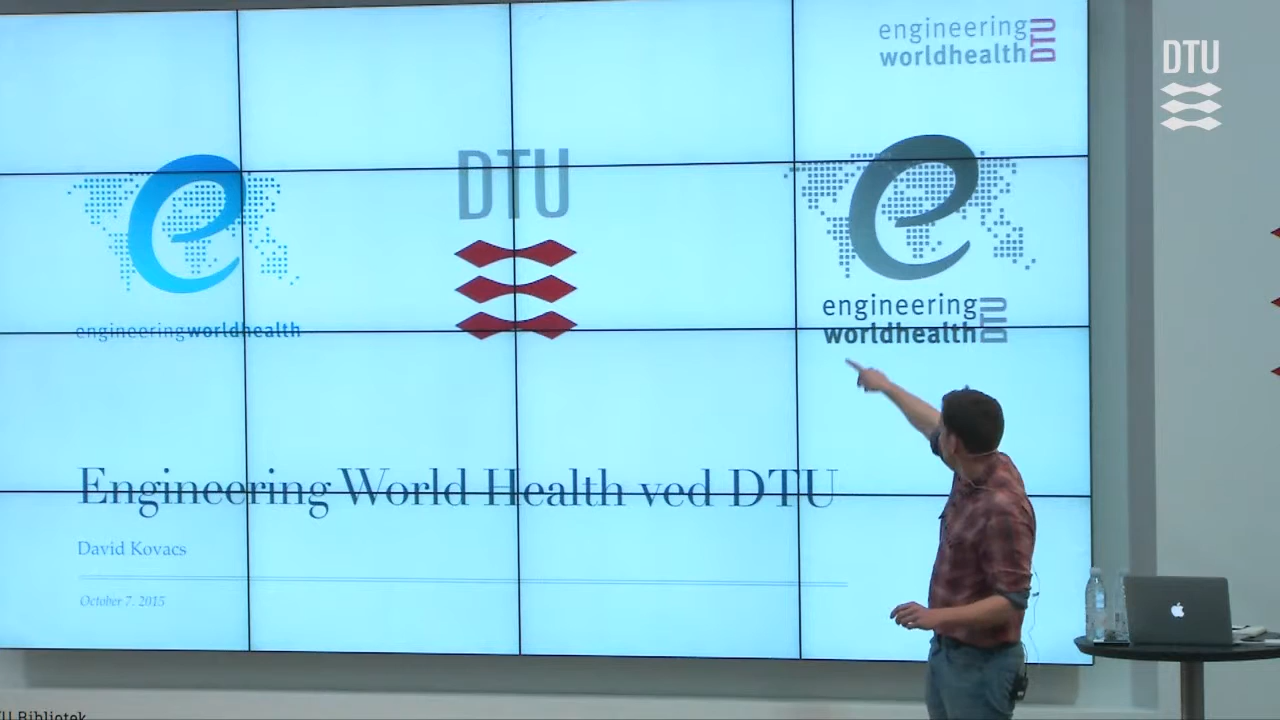 engineering
worldhealth DTU
DTU
DTU
engineeringworldhealth
engineering
worldhealth DTU
Engineering World Health ved DTU
David Kovacs
October 7. 2015
U Bibliotek